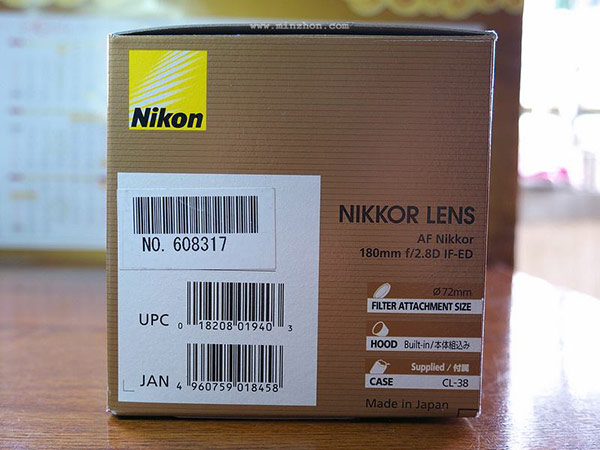 www.minzhon.com
Nikon
NO. 608317
NIKKOR LENS
AF Nikkor
180mm f/2.8D IF-ED
Ø72mm
FILTER ATTACHMENT SIZE
HOOD Built-in/本体組込み
Supplied / 付属
CASE CL-38
Made in Japan
UPC 0 18208 01940 3
JAN 4 960759 018458